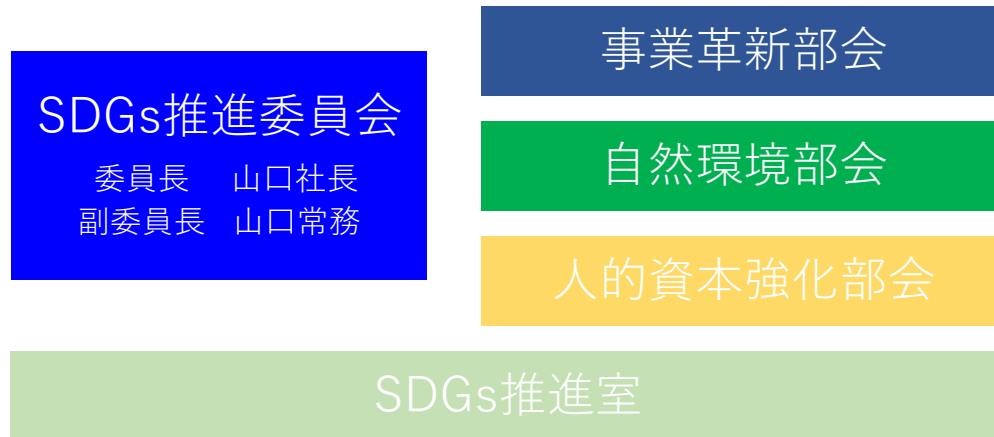 SDGs推進委員会
委員長　山口社長
副委員長　山口常務
事業革新部会
自然環境部会
人的資本強化部会
SDGs推進室